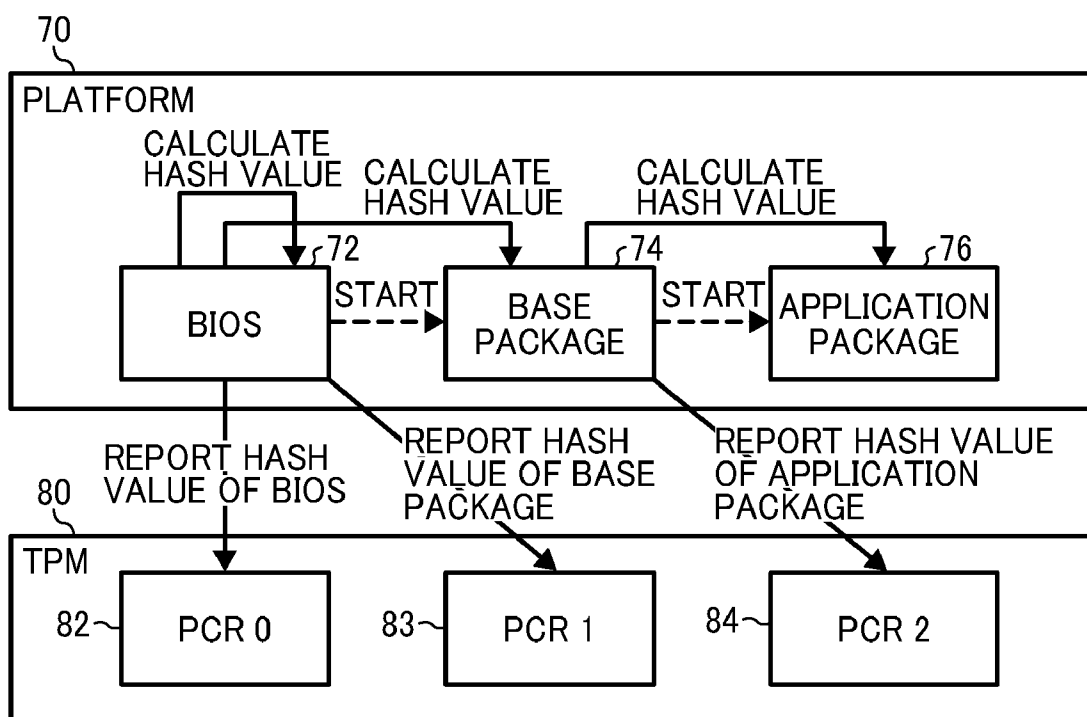 70
PLATFORM
CALCULATE
HASH VALUE
CALCULATE
HASH VALUE
CALCULATE
HASH VALUE
72
74
76
BIOS
START
BASE
PACKAGE
START
APPLICATION
PACKAGE
REPORT HASH
VALUE OF BIOS
REPORT HASH
VALUE OF BASE
PACKAGE
REPORT HASH VALUE
OF APPLICATION
PACKAGE
80
TPM
82
PCR 0
83
PCR 1
84
PCR 2